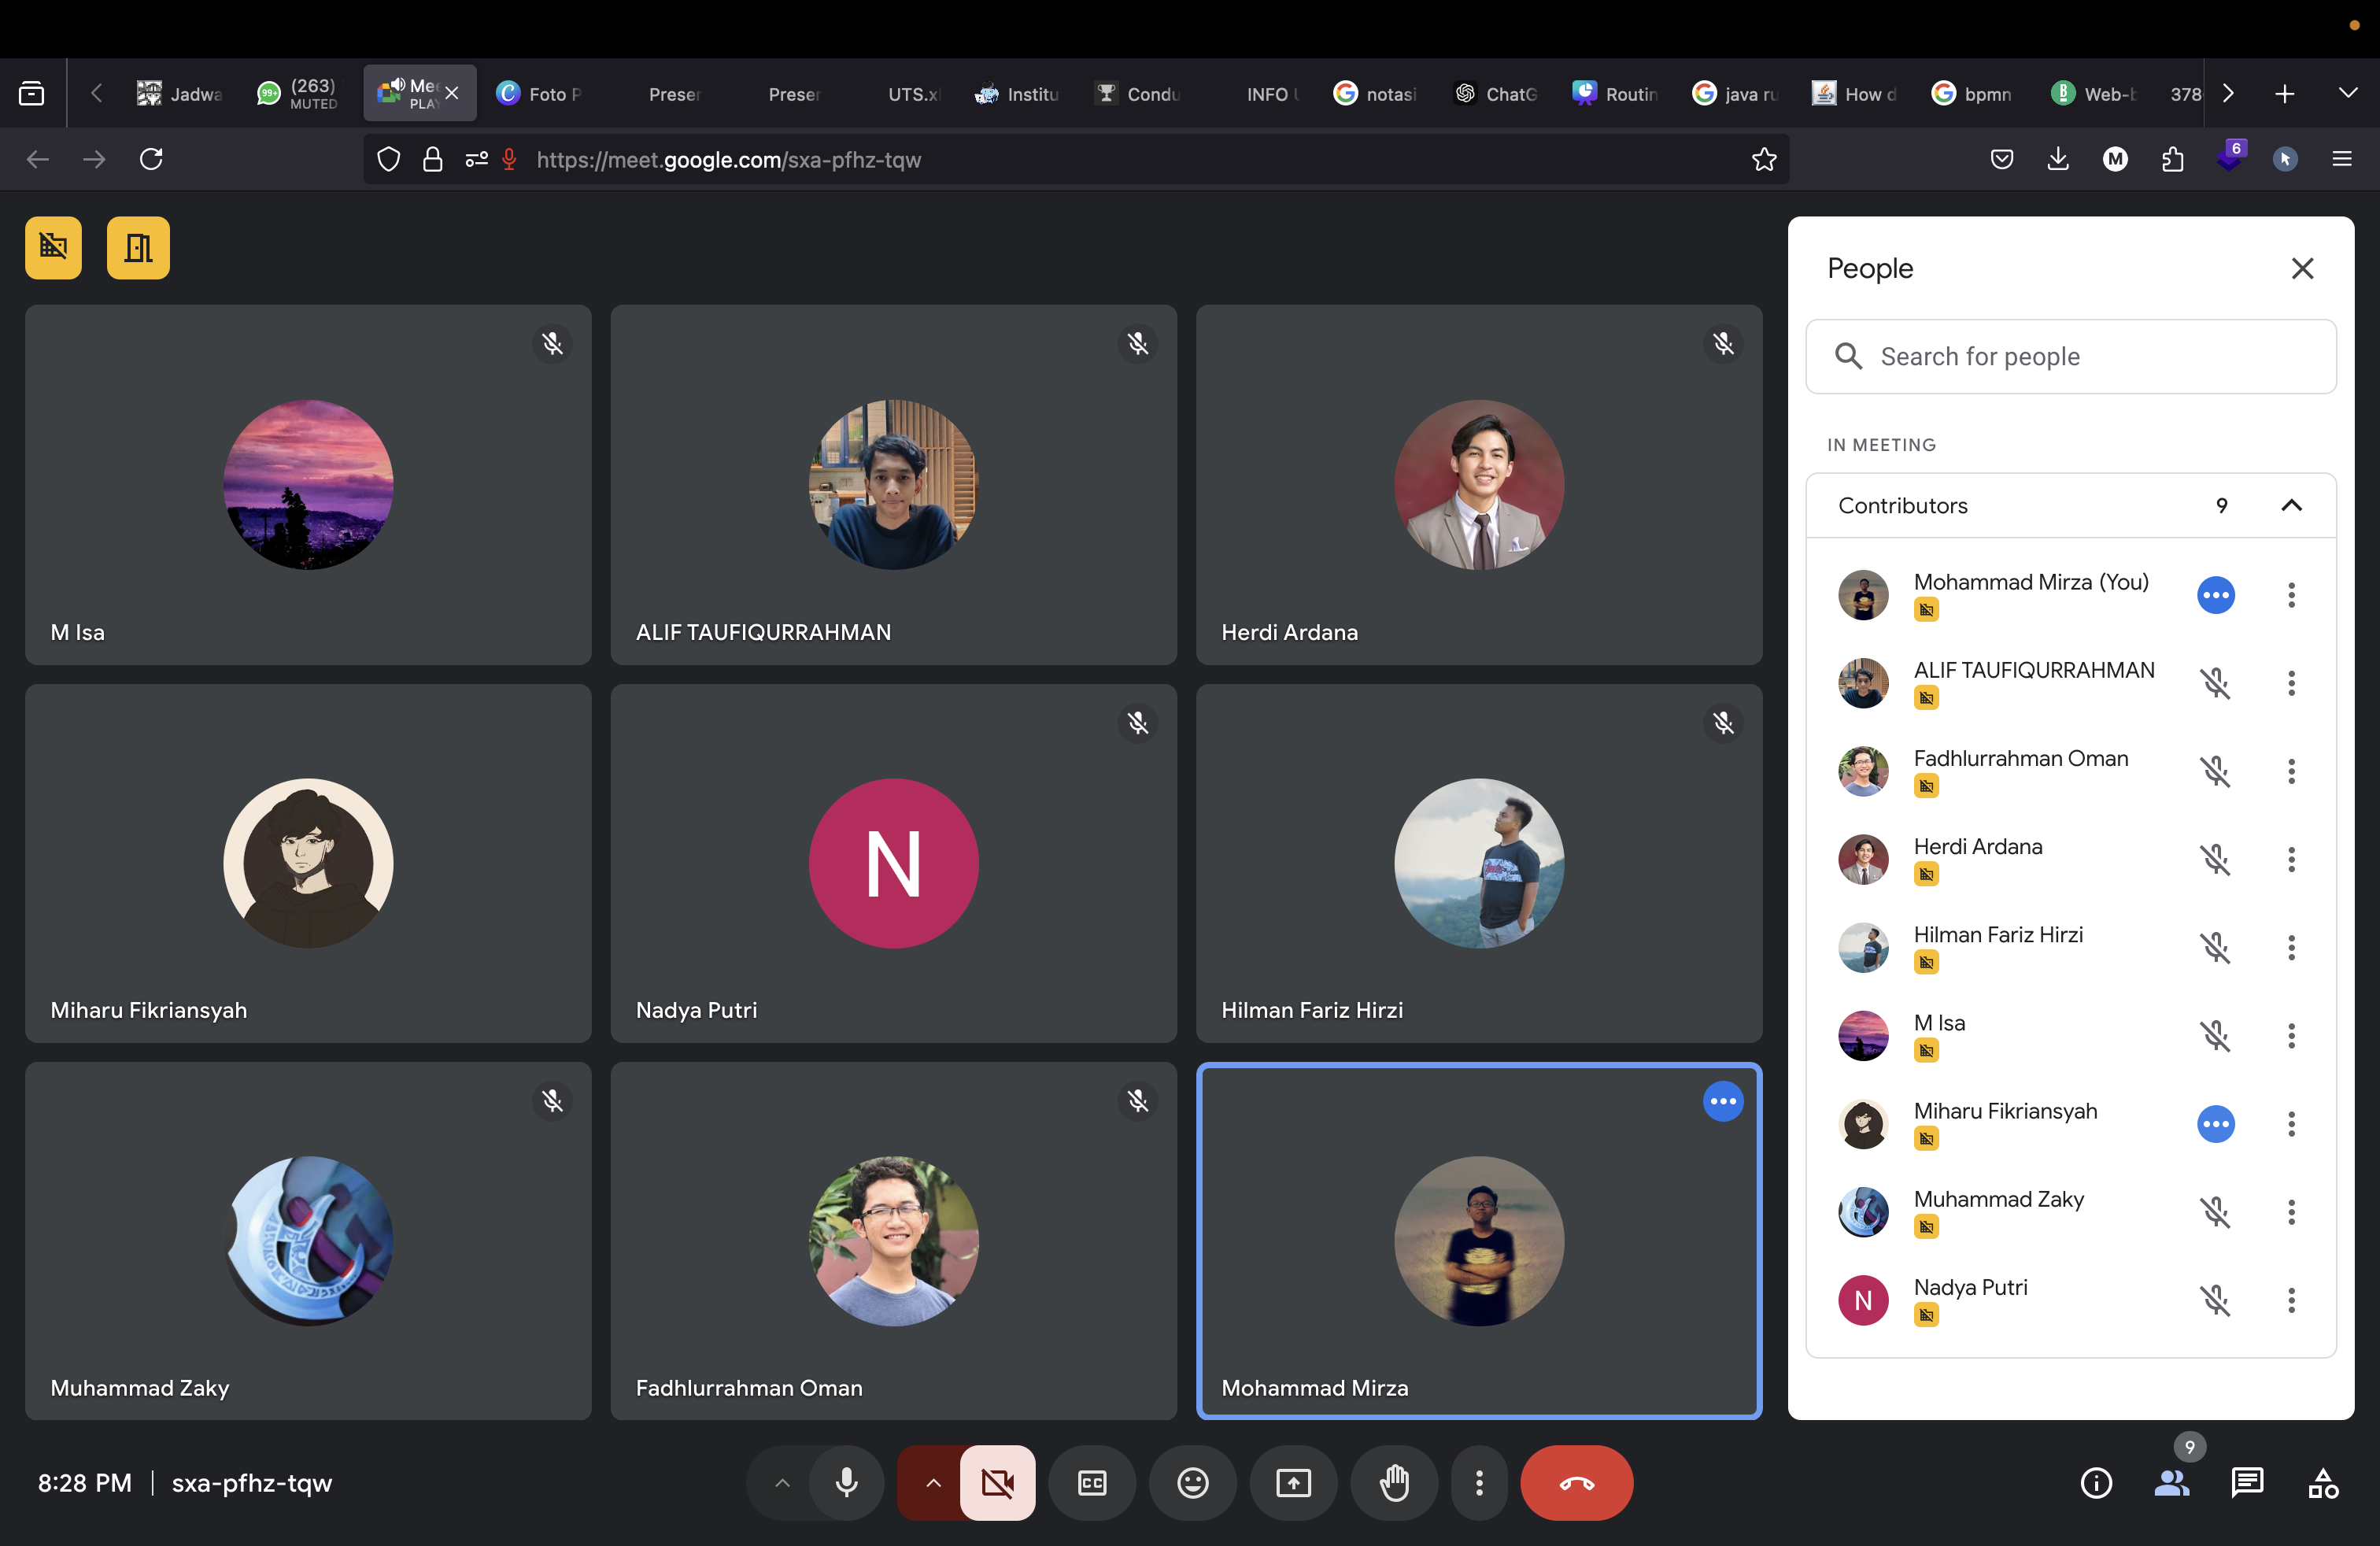 Jadwa
(263)
MUTED
99+
Mee
PLAY
Foto P
Preser
Preser
UTS.xl
Institu
Condu
INFO U
notasi
ChatG
Routin
java ru
How d
bpmn
Web-b
378
https://meet.google.com/sxa-pfhz-tqw
M
6
M Isa
ALIF TAUFIQURRAHMAN
Herdi Ardana
Miharu Fikriansyah
N
Nadya Putri
Hilman Fariz Hirzi
Muhammad Zaky
Fadhlurrahman Oman
Mohammad Mirza
People
Search for people
IN MEETING
Contributors 9
Mohammad Mirza (You)
ALIF TAUFIQURRAHMAN
Fadhlurrahman Oman
Herdi Ardana
Hilman Fariz Hirzi
M Isa
Miharu Fikriansyah
Muhammad Zaky
N
Nadya Putri
8:28 PM | sxa-pfhz-tqw
CC
9